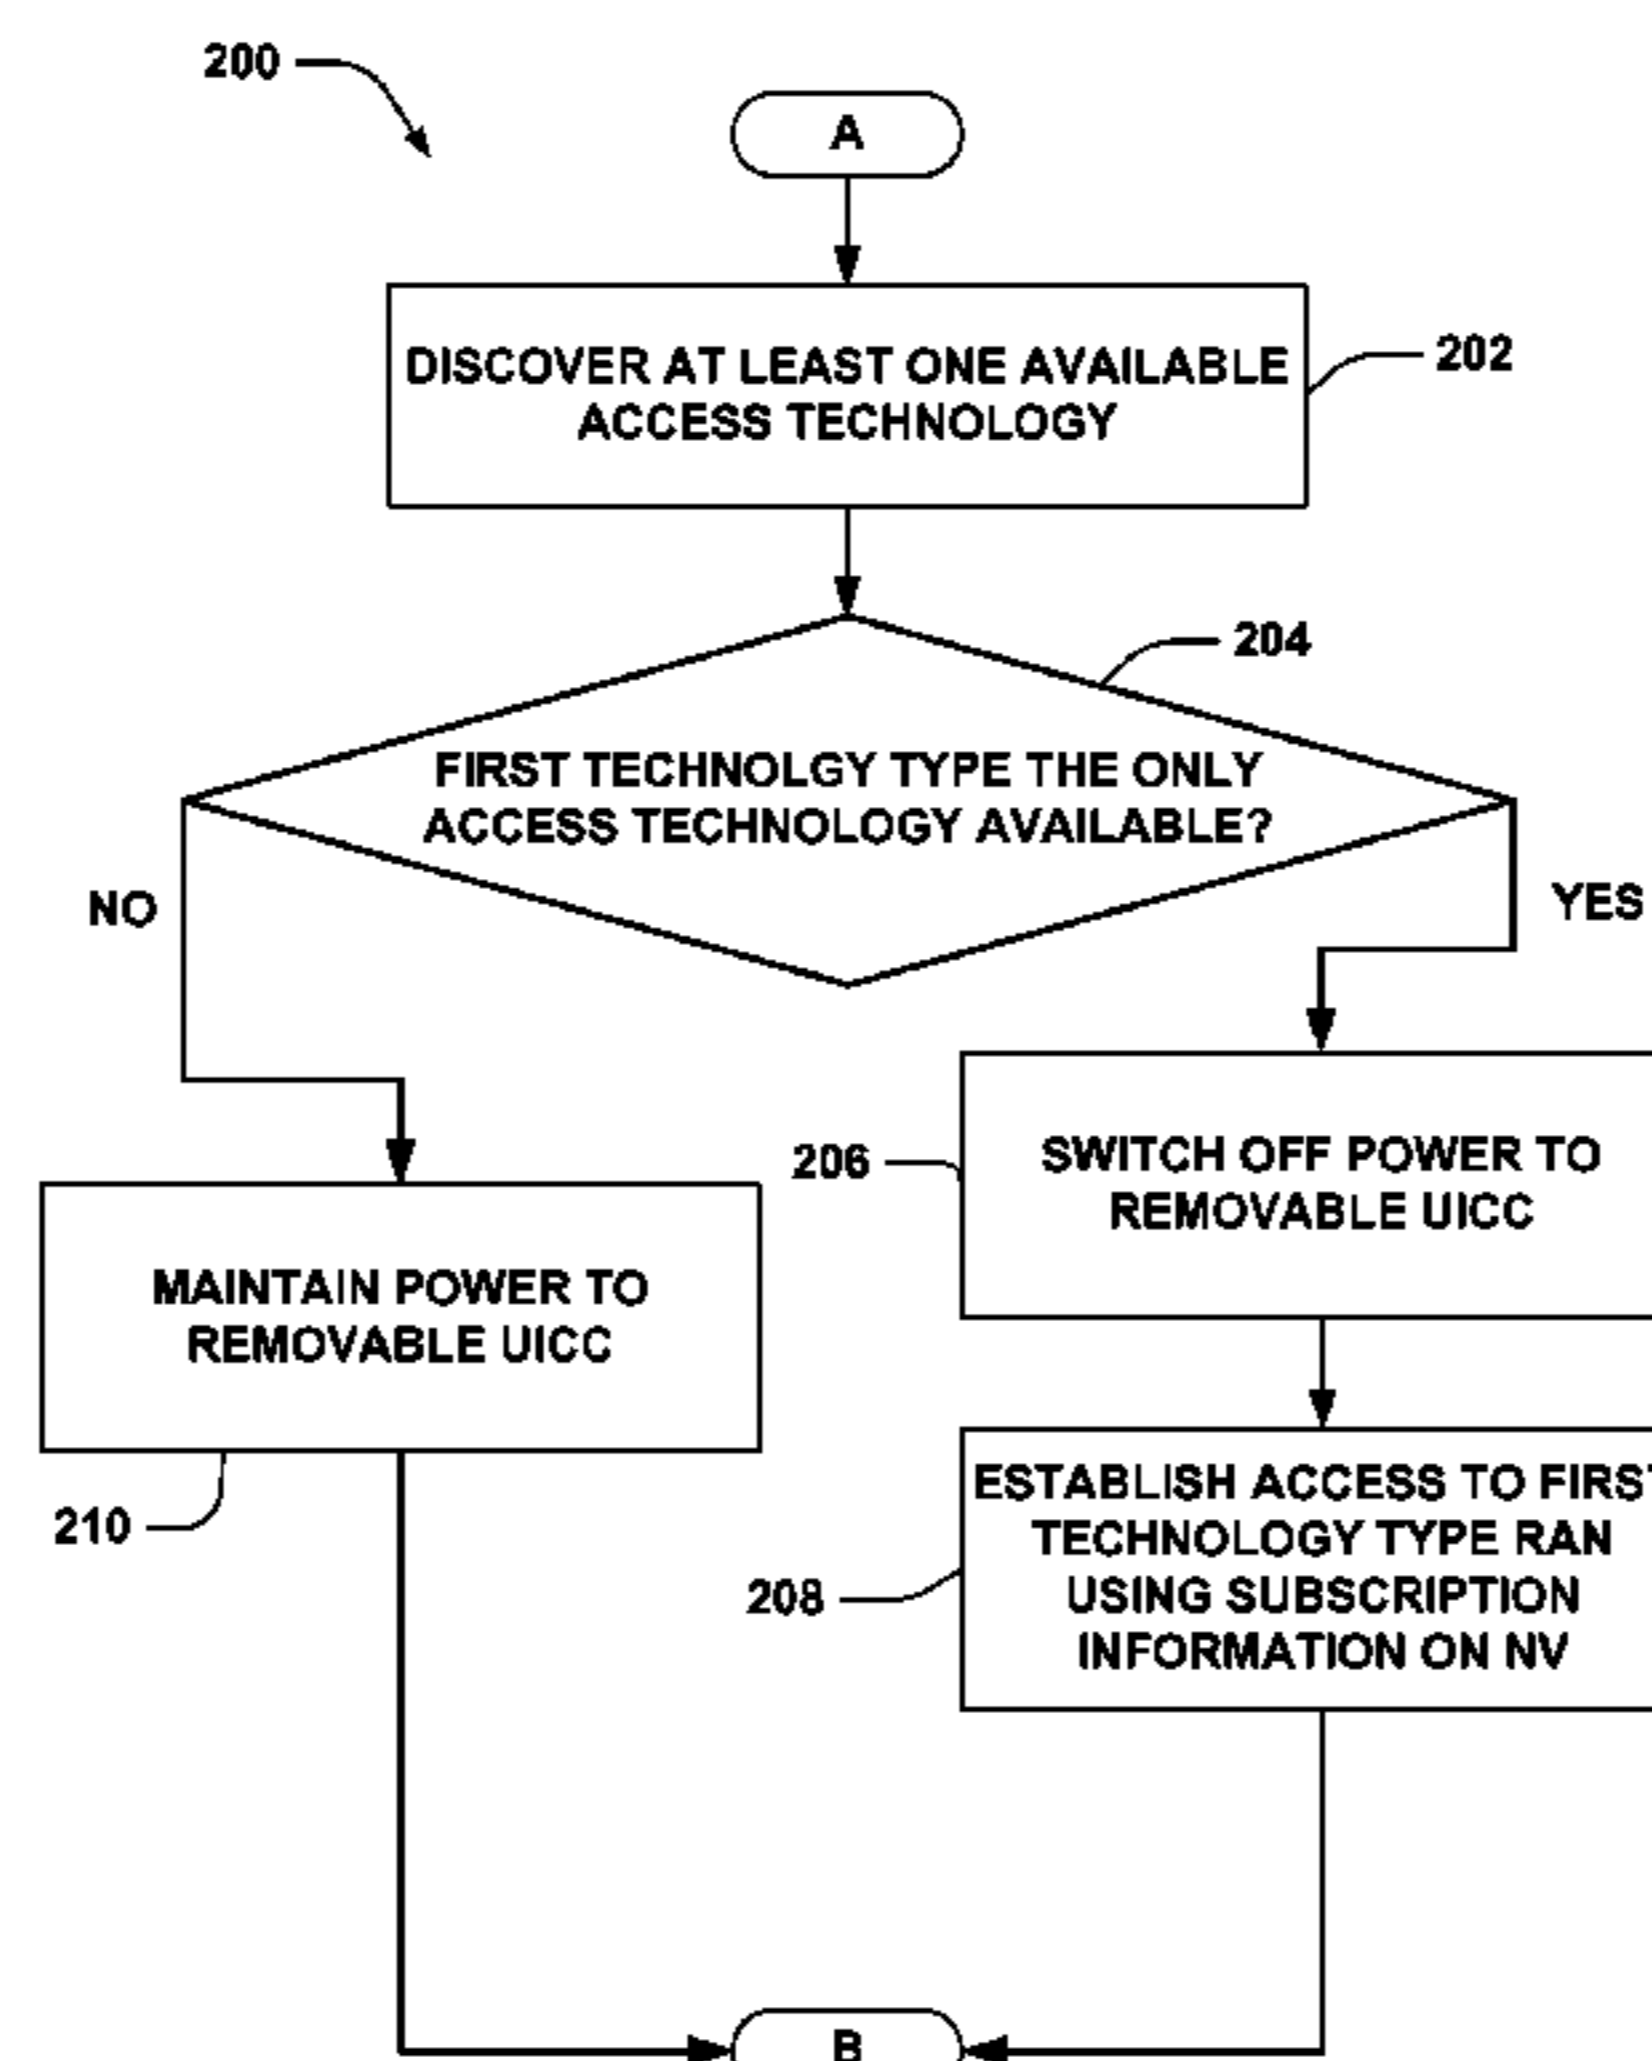 200
A
DISCOVER AT LEAST ONE AVAILABLE
ACCESS TECHNOLOGY
202
204
FIRST TECHNOLGY TYPE THE ONLY
ACCESS TECHNOLOGY AVAILABLE?
NO
YES
206
SWITCH OFF POWER TO
REMOVABLE UICC
MAINTAIN POWER TO
REMOVABLE UICC
210
208
ESTABLISH ACCESS TO FIRST
TECHNOLOGY TYPE RAN
USING SUBSCRIPTION
INFORMATION ON NV
B